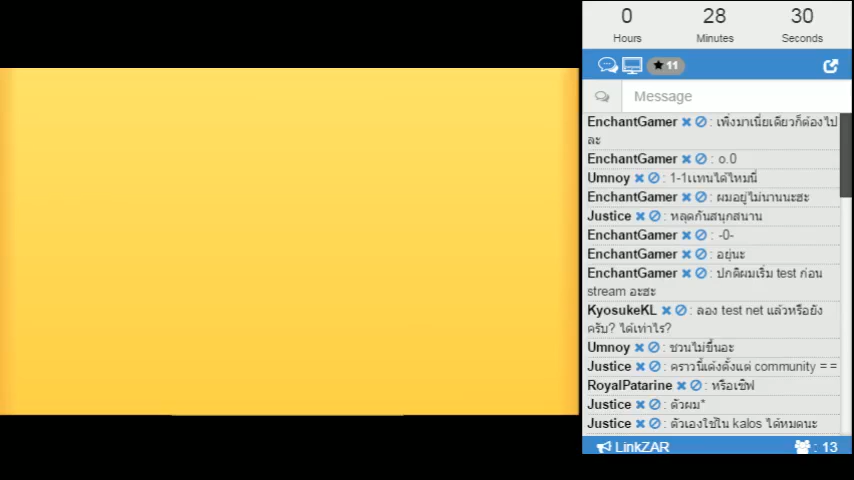 0 28 30
Hours Minutes Seconds
★ 11
Message
EnchantGamer : เพิ่งมาเนี่ยเดียวก็ต้องไป
ละ
EnchantGamer : o.0
Umnoy : 1-1แทนได้ไหมนี่
EnchantGamer : ผมอยู่ไม่นานนะฮะ
Justice : หลุดกันสนุกสนาน
EnchantGamer : -0-
EnchantGamer : อยู่นะ
EnchantGamer : ปกติผมเริ่ม test ก่อน
stream อะฮะ
KyosukeKL : ลอง test net แล้วหรือยัง
ครับ? ได้เท่าไร?
Umnoy : ชวนไม่ขึ้นอะ
Justice : คราวนี้เด้งตั้งแต่ community = =
RoyalPatarine : หรือเซิฟ
Justice : ตัวผม*
Justice : ตัวเองใช้ใน kalos ได้หมดนะ
LinkZAR : 13